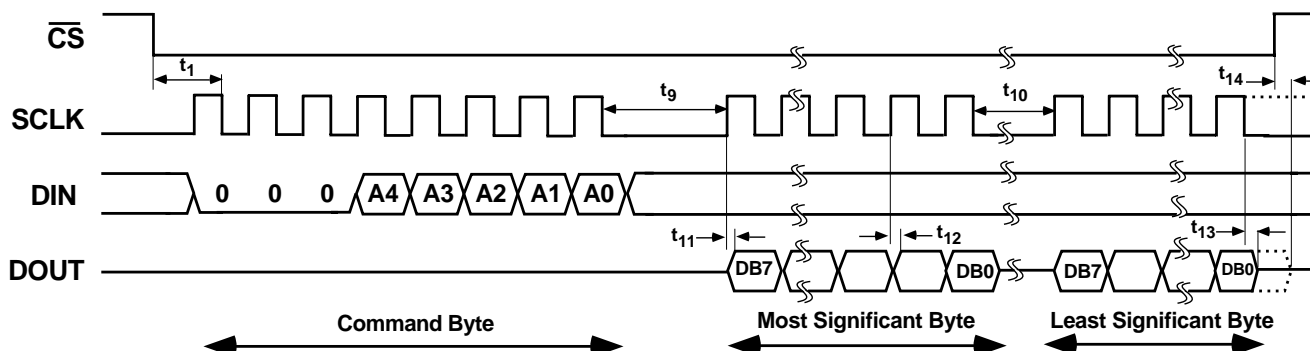 CS
t1
t14
SCLK
t9
t10
DIN
0 0 0 A4 A3 A2 A1 A0
t11
t12
t13
DOUT
DB7
DB0
DB7
DB0
Command Byte
Most Significant Byte
Least Significant Byte